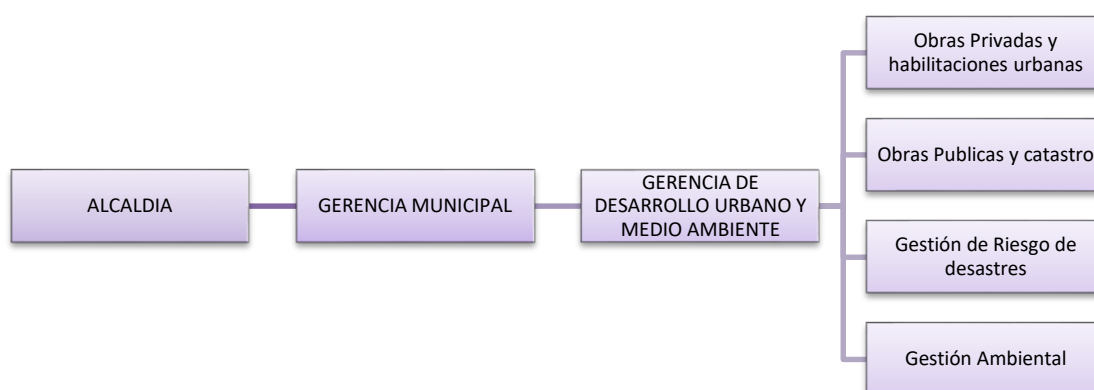 ALCALDIA
GERENCIA MUNICIPAL
GERENCIA DE
DESARROLLO URBANO Y
MEDIO AMBIENTE
Obras Privadas y
habilitaciones urbanas
Obras Publicas y catastro
Gestión de Riesgo de
desastres
Gestión Ambiental